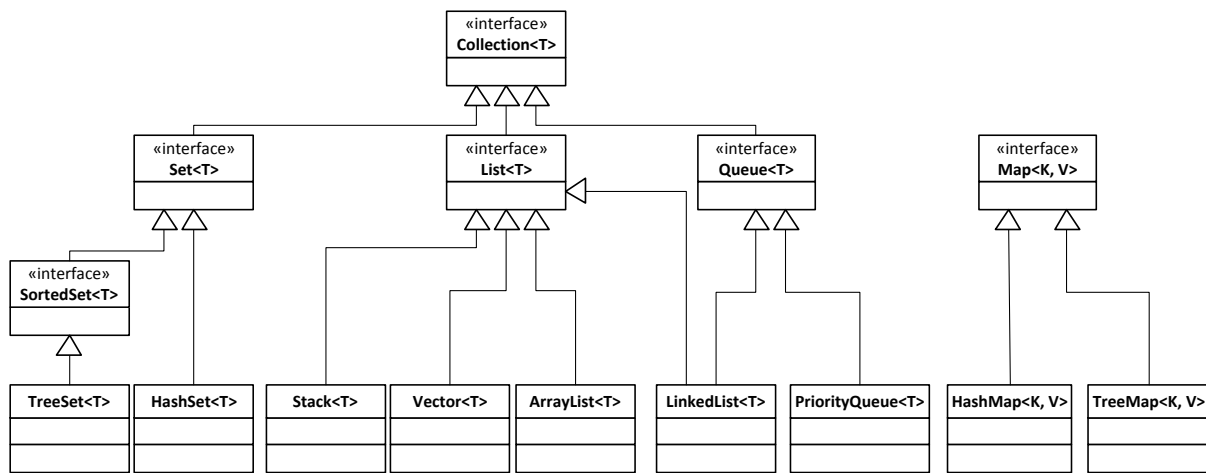 «interface»
Collection<T>
«interface»
Set<T>
«interface»
List<T>
«interface»
Queue<T>
«interface»
Map<K, V>
«interface»
SortedSet<T>
TreeSet<T>
HashSet<T>
Stack<T>
Vector<T>
ArrayList<T>
LinkedList<T>
PriorityQueue<T>
HashMap<K, V>
TreeMap<K, V>